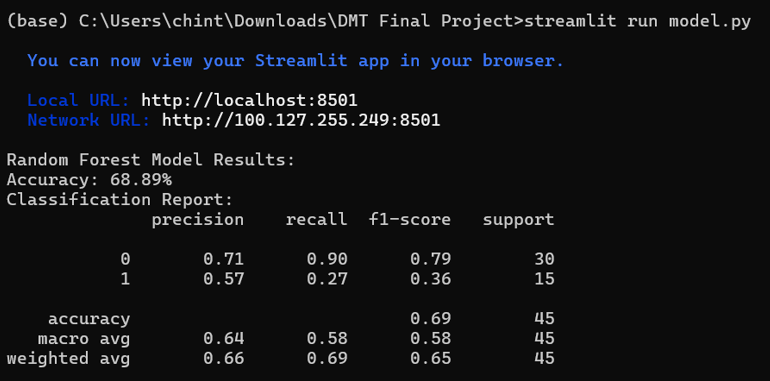 (base) C:\Users\chint\Downloads\DMT Final Project>streamlit run model.py
You can now view your Streamlit app in your browser.
Local URL: http://localhost:8501
Network URL: http://100.127.255.249:8501
Random Forest Model Results:
Accuracy: 68.89%
Classification Report:
precision recall f1-score support
0 0.71 0.90 0.79 30
1 0.57 0.27 0.36 15
accuracy 0.69 45
macro avg 0.64 0.58 0.58 45
weighted avg 0.66 0.69 0.65 45